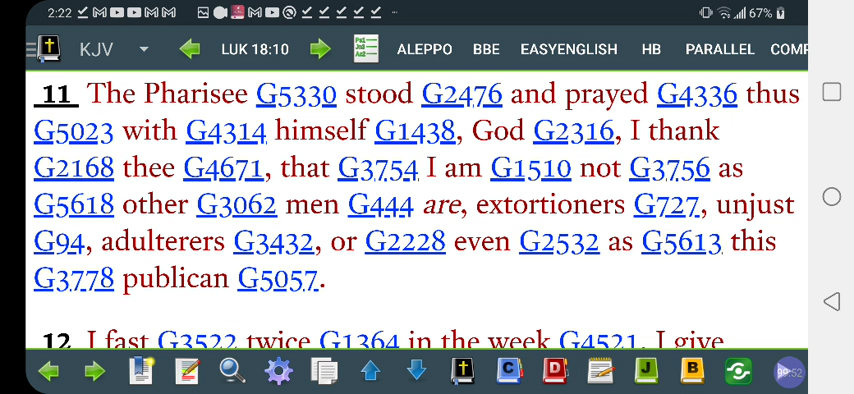 2:22 67%
KJV LUK 18:10 ALEPPO BBE EASYENGLISH HB PARALLEL
11 The Pharisee G5330 stood G2476 and prayed G4336 thus
G5023 with G4314 himself G1438, God G2316, I thank
G2168 thee G4671, that G3754 I am G1510 not G3756 as
G5618 other G3062 men G444 are, extortioners G727, unjust
G94, adulterers G3432, or G2228 even G2532 as G5613 this
G3778 publican G5057.
12 I fast G3522 twice G1364 in the week G4521, I give
C D J B